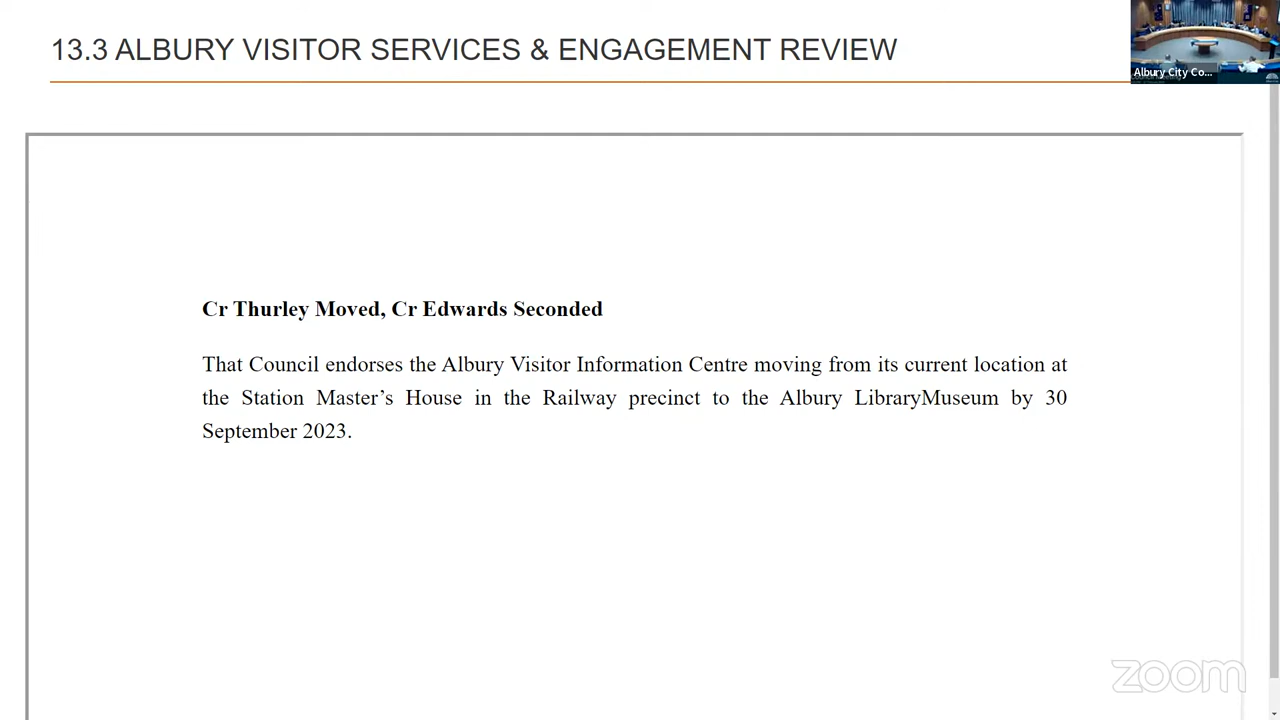 13.3 ALBURY VISITOR SERVICES & ENGAGEMENT REVIEW
Albury City Co...
Cr Thurley Moved, Cr Edwards Seconded
That Council endorses the Albury Visitor Information Centre moving from its current location at
the Station Master’s House in the Railway precinct to the Albury LibraryMuseum by 30
September 2023.
zoom